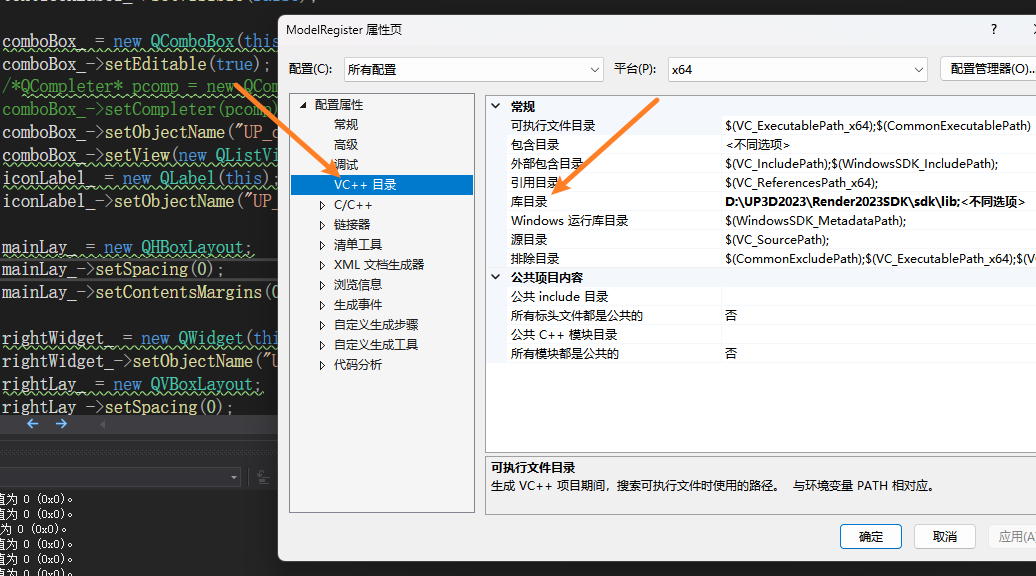 comboBox_ = new QComboBox(this
comboBox_->setEditable(true);
/*QCompleter* pcomp = new QCom
comboBox_->setCompleter(pcomp)
comboBox_->setObjectName("UP_c
comboBox_->setView(new QListVi
iconLabel_ = new QLabel(this);
iconLabel_->setObjectName("UP_
mainLay_ = new QHBoxLayout;
mainLay_->setSpacing(0);
mainLay_->setContentsMargins(0
rightWidget_ = new QWidget(thi
rightWidget_->setObjectName("U
rightLay_ = new QVBoxLayout;
rightLay_->setSpacing(0);
值为 0 (0x0)。
值为 0 (0x0)。
为 0 (0x0)。
值为 0 (0x0)。
值为 0 (0x0)。
值为 0 (0x0)。
ModelRegister 属性页
?
配置(C):
所有配置
平台(P):
x64
配置管理器(O)...
配置属性
常规
高级
调试
VC++ 目录
C/C++
链接器
清单工具
XML 文档生成器
浏览信息
生成事件
自定义生成步骤
自定义生成工具
代码分析
常规
可执行文件目录 $(VC_ExecutablePath_x64);$(CommonExecutablePath)
包含目录 <不同选项>
外部包含目录 $(VC_IncludePath);$(WindowsSDK_IncludePath);
引用目录 $(VC_ReferencesPath_x64);
库目录 D:\UP3D2023\Render2023SDK\sdk\lib;<不同选项>
Windows 运行库目录 $(WindowsSDK_MetadataPath);
源目录 $(VC_SourcePath);
排除目录 $(CommonExcludePath);$(VC_ExecutablePath_x64);$(V
公共项目内容
公共 include 目录
所有标头文件都是公共的 否
公共 C++ 模块目录
所有模块都是公共的 否
可执行文件目录
生成 VC++ 项目期间，搜索可执行文件时使用的路径。 与环境变量 PATH 相对应。
确定
取消
应用(A)